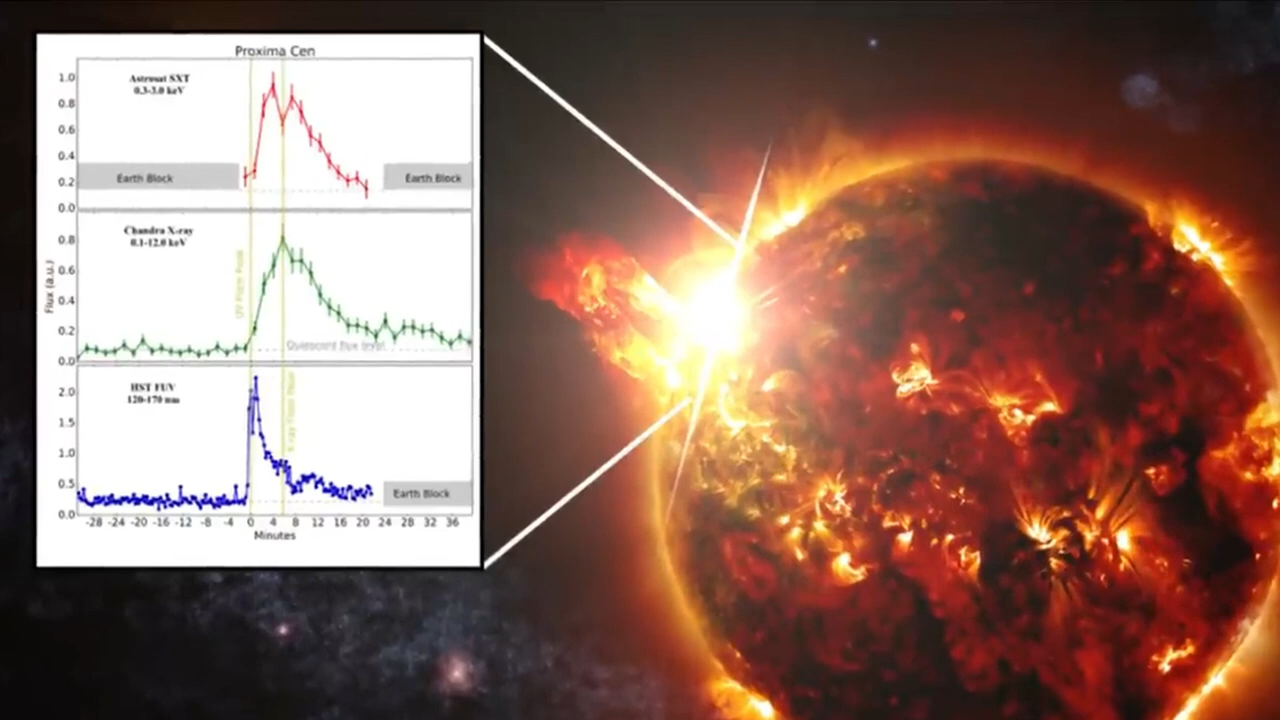 Proxima Cen
Astrosat SXT
0.3-3.0 keV
1.0
0.8
0.6
0.4
0.2
0.0
Earth Block
Earth Block
Chandra X-ray
0.1-12.0 keV
0.8
0.6
0.4
0.2
0.0
Flux (a.u.)
UV Flare Peak
Quiescent flux level
HST FUV
120-170 nm
2.0
1.5
1.0
0.5
0.0
X-ray Flare Peak
Earth Block
-28 -24 -20 -16 -12 -8 -4 0 4 8 12 16 20 24 28 32 36
Minutes